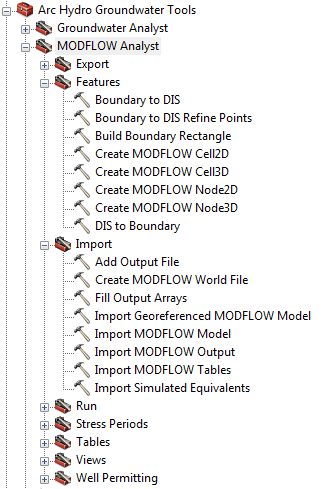 Arc Hydro Groundwater Tools
Groundwater Analyst
MODFLOW Analyst
Export
Features
Boundary to DIS
Boundary to DIS Refine Points
Build Boundary Rectangle
Create MODFLOW Cell2D
Create MODFLOW Cell3D
Create MODFLOW Node2D
Create MODFLOW Node3D
DIS to Boundary
Import
Add Output File
Create MODFLOW World File
Fill Output Arrays
Import Georeferenced MODFLOW Model
Import MODFLOW Model
Import MODFLOW Output
Import MODFLOW Tables
Import Simulated Equivalents
Run
Stress Periods
Tables
Views
Well Permitting